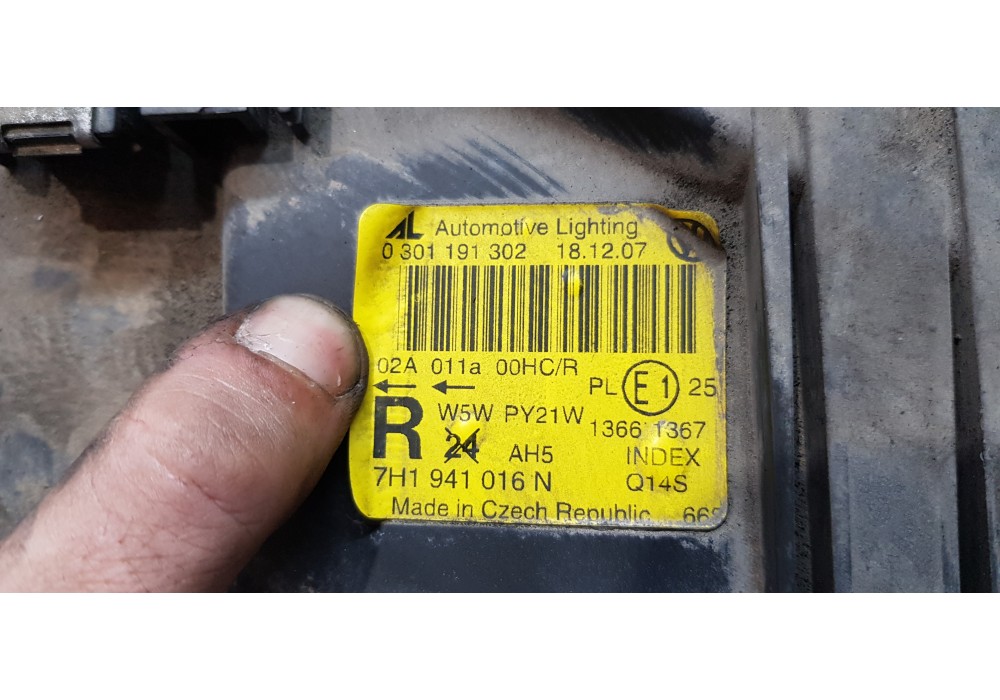 AL Automotive Lighting
0 301 191 302 18.12.07
02A 011a 00HC/R
PL E1 25
R W5W PY21W 1366 1367
24 AH5 INDEX
7H1 941 016 N Q14S
Made in Czech Republic